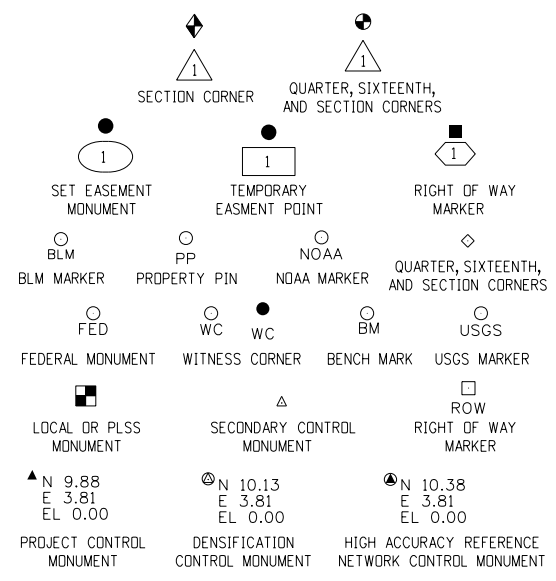 1
1
SECTION CORNER
QUARTER, SIXTEENTH,
AND SECTION CORNERS
1
1
1
SET EASEMENT
MONUMENT
TEMPORARY
EASMENT POINT
RIGHT OF WAY
MARKER
BLM
PP
NOAA
BLM MARKER
PROPERTY PIN
NOAA MARKER
QUARTER, SIXTEENTH,
AND SECTION CORNERS
FED
WC
WC
BM
USGS
FEDERAL MONUMENT
WITNESS CORNER
BENCH MARK
USGS MARKER
ROW
LOCAL OR PLSS
MONUMENT
SECONDARY CONTROL
MONUMENT
RIGHT OF WAY
MARKER
N 9.88
E 3.81
EL 0.00
N 10.13
E 3.81
EL 0.00
N 10.38
E 3.81
EL 0.00
PROJECT CONTROL
MONUMENT
DENSIFICATION
CONTROL MONUMENT
HIGH ACCURACY REFERENCE
NETWORK CONTROL MONUMENT